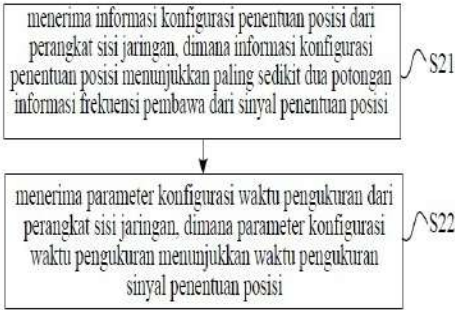 menerima informasi konfigurasi penentuan posisi dari
perangkat sisi jaringan, dimana informasi konfigurasi
penentuan posisi menunjukkan paling sedikit dua potongan
informasi frekuensi pembawa dari sinyal penentuan posisi
S21
menerima parameter konfigurasi waktu pengukuran dari
perangkat sisi jaringan, dimana parameter konfigurasi
waktu pengukuran menunjukkan waktu pengukuran
sinyal penentuan posisi
S22